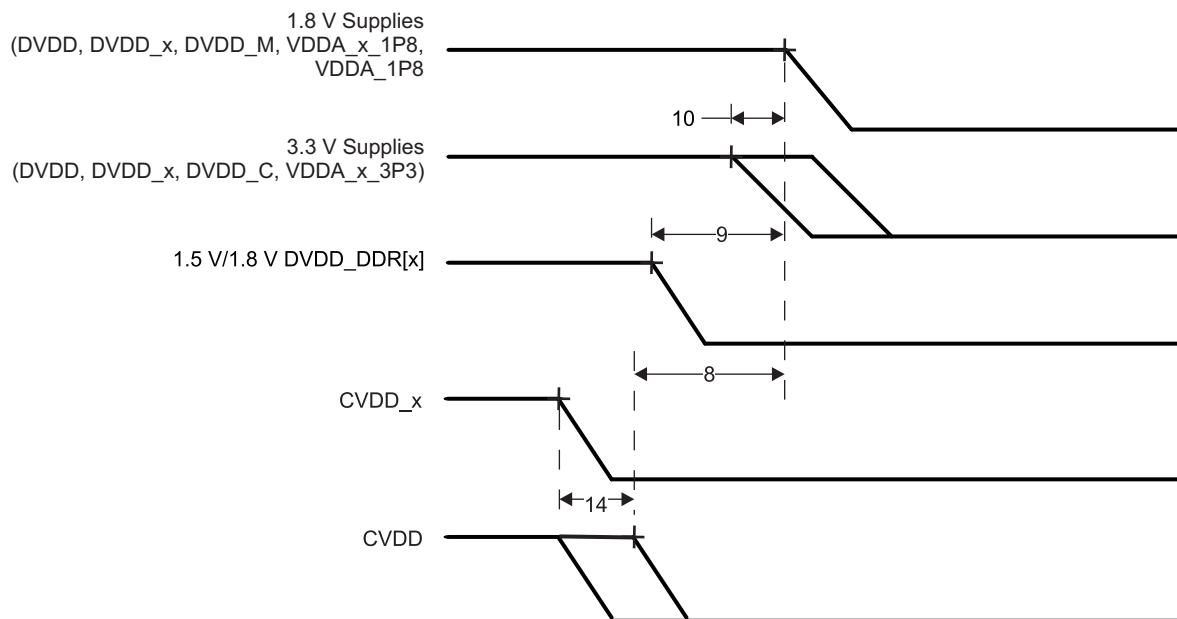 1.8 V Supplies
(DVDD, DVDD_x, DVDD_M, VDDA_x_1P8,
VDDA_1P8
10
3.3 V Supplies
(DVDD, DVDD_x, DVDD_C, VDDA_x_3P3)
9
1.5 V/1.8 V DVDD_DDR[x]
8
CVDD_x
14
CVDD